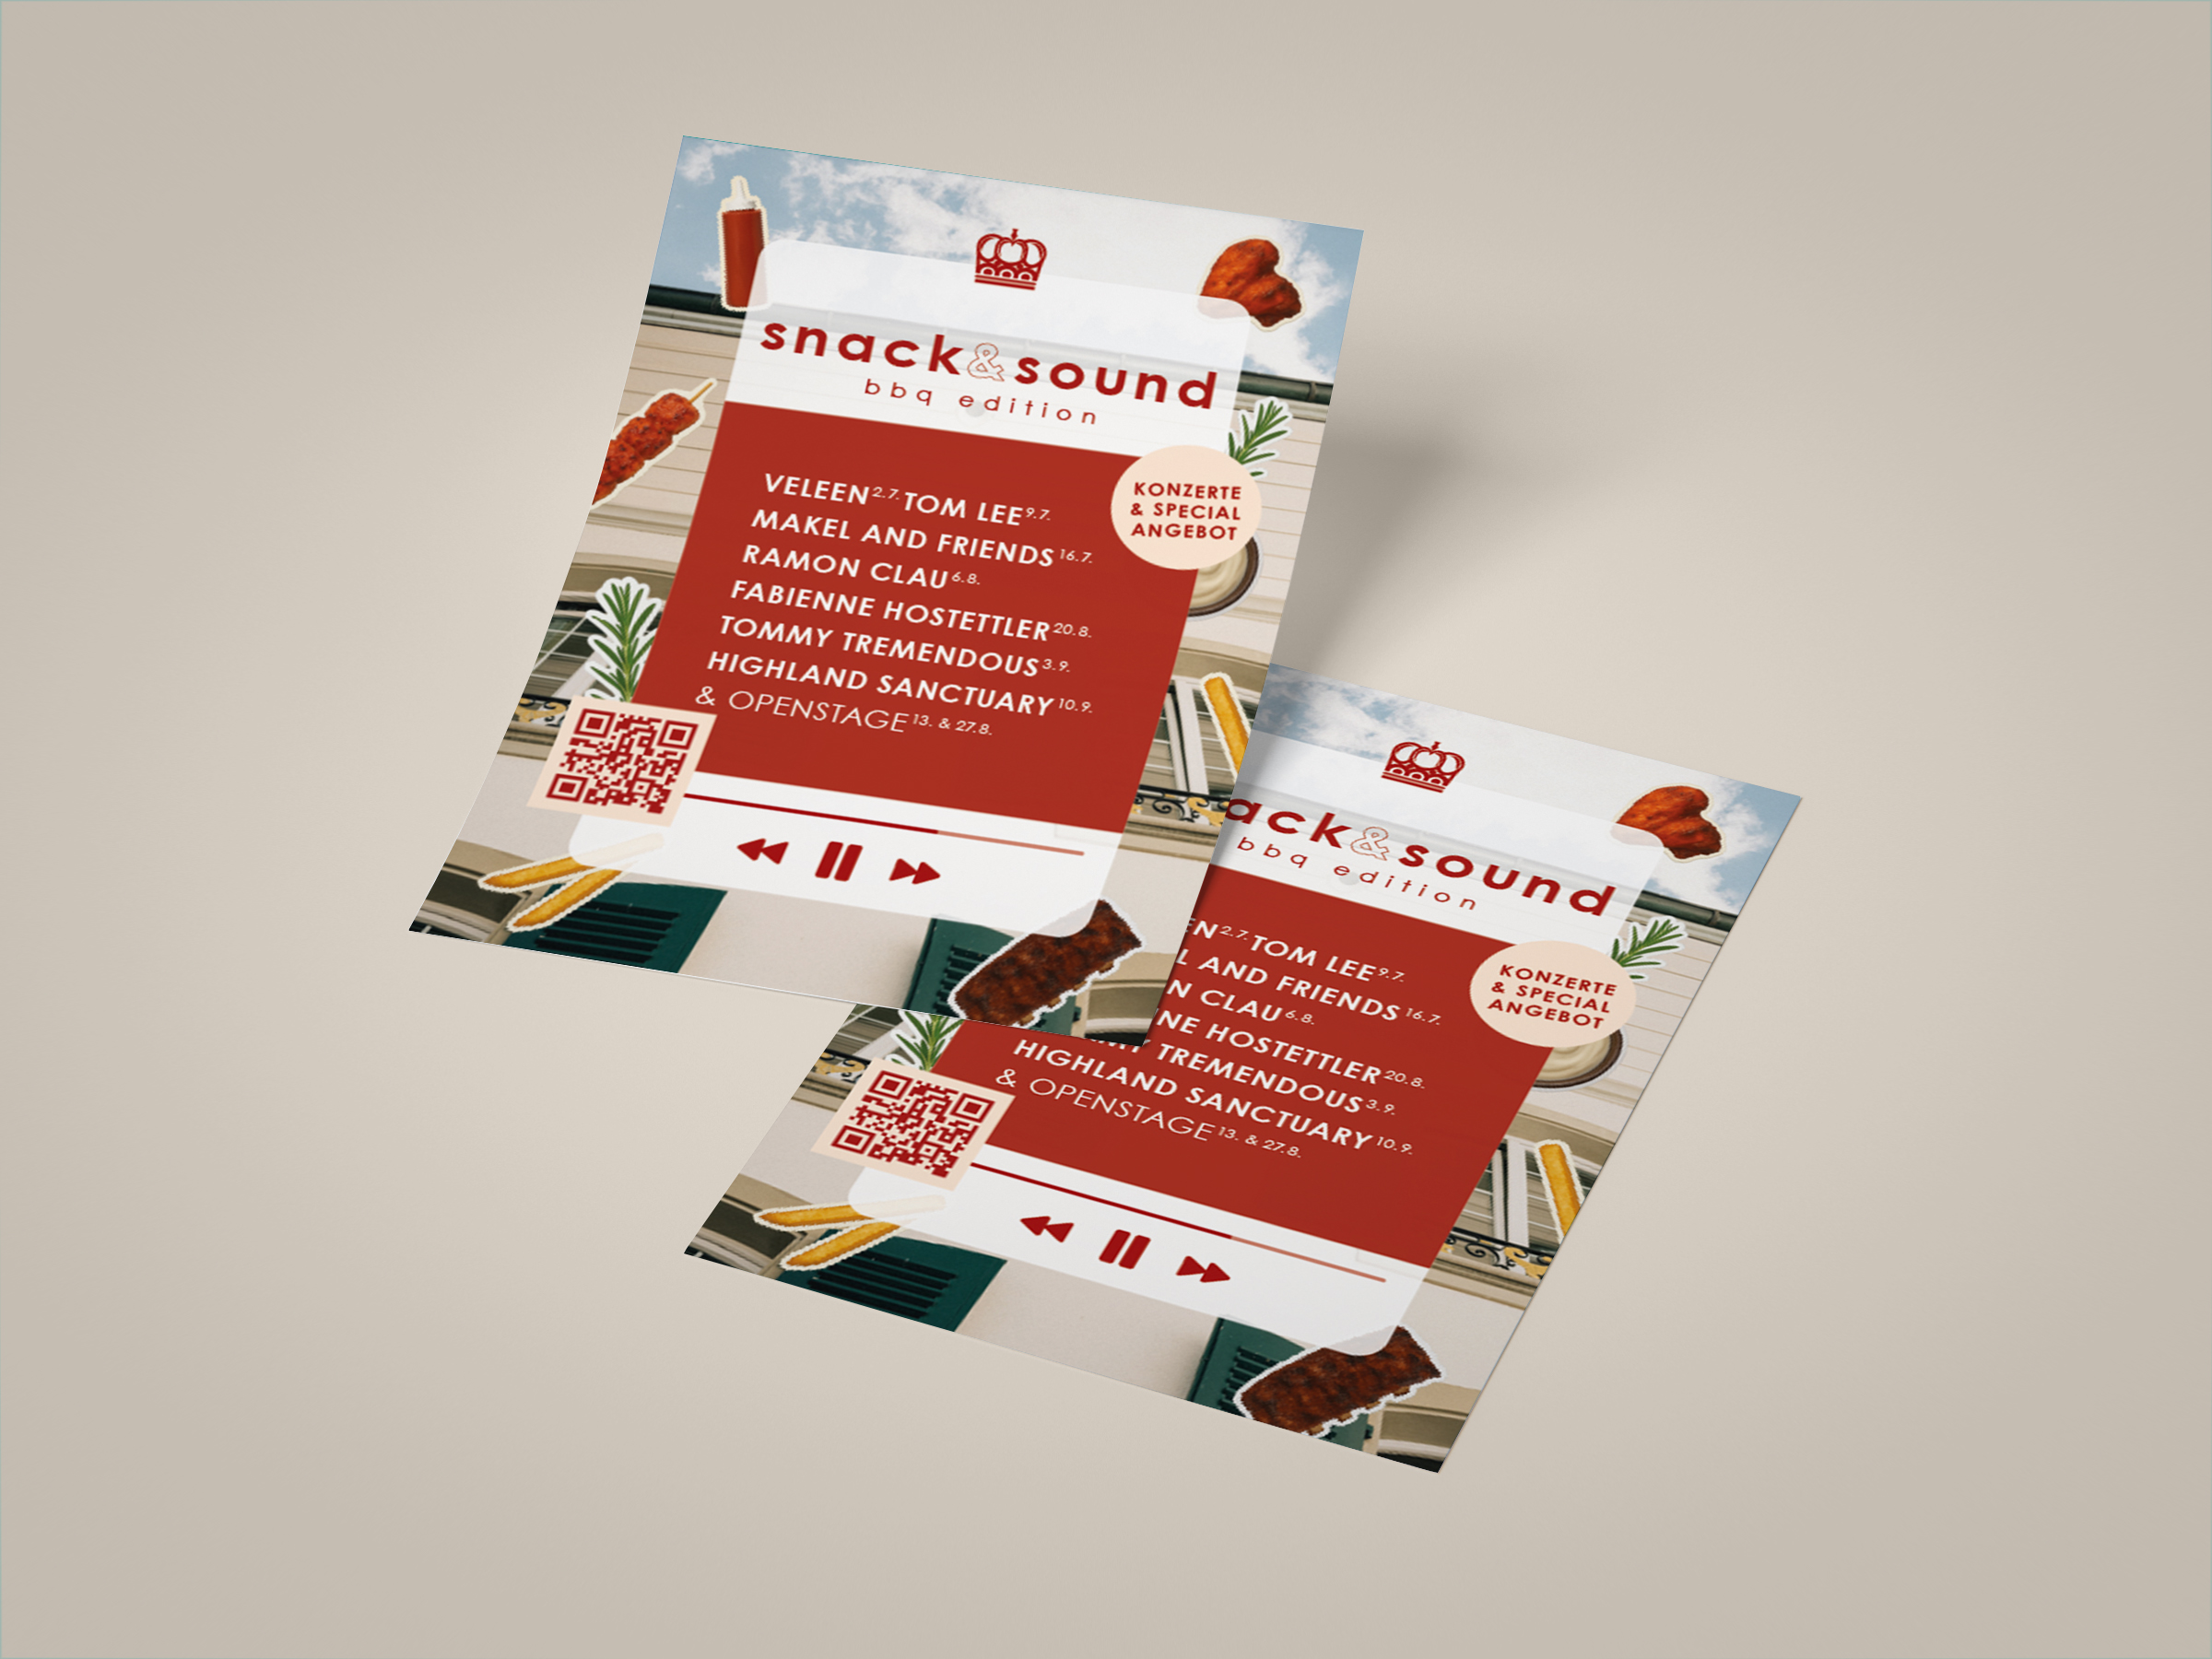 snack&sound
bbq edition
KONZERTE
& SPECIAL
ANGEBOT
VELEEN 2.7. TOM LEE 9.7.
MAKEL AND FRIENDS 16.7.
RAMON CLAU 6.8.
FABIENNE HOSTETTLER 20.8.
TOMMY TREMENDOUS 3.9.
HIGHLAND SANCTUARY 10.9.
& OPENSTAGE 13. & 27.8.
ack&sound
bbq edition
KONZERTE
& SPECIAL
ANGEBOT
EN 2.7. TOM LEE 9.7.
L AND FRIENDS 16.7.
N CLAU 6.8.
NE HOSTETTLER 20.8.
MY TREMENDOUS 3.9.
HIGHLAND SANCTUARY 10.9.
& OPENSTAGE 13. & 27.8.